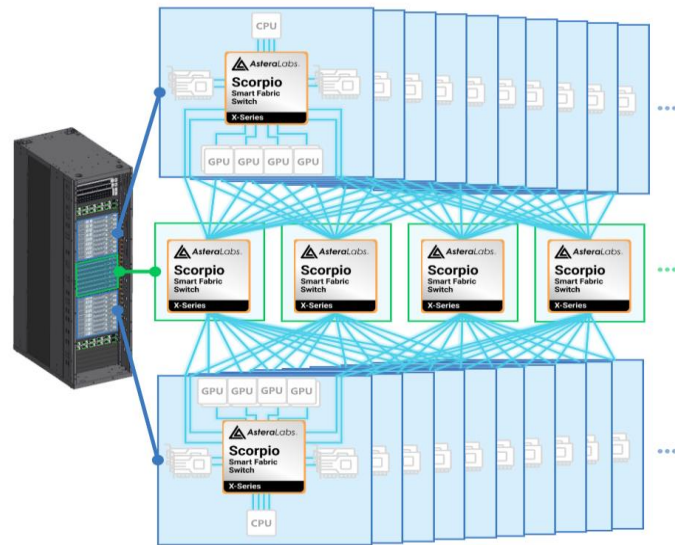 CPU
AsteraLabs.
Scorpio
Smart Fabric
Switch
X-Series
GPU GPU GPU GPU
AsteraLabs. AsteraLabs. AsteraLabs. AsteraLabs.
Scorpio Scorpio Scorpio Scorpio
Smart Fabric Smart Fabric Smart Fabric Smart Fabric
Switch Switch Switch Switch
X-Series X-Series X-Series X-Series
GPU GPU GPU GPU
AsteraLabs.
Scorpio
Smart Fabric
Switch
X-Series
CPU